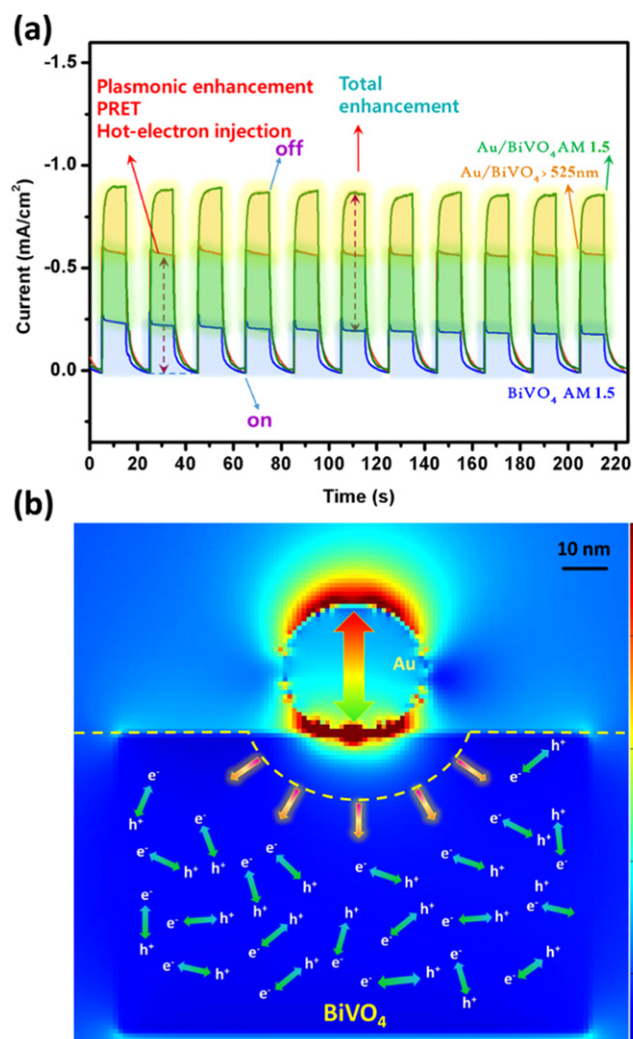 (a)
Plasmonic enhancement
PRET
Hot-electron injection
off
Total
enhancement
Au/BiVO₄ AM 1.5
Au/BiVO₄ > 525nm
BiVO₄ AM 1.5
on
Current (mA/cm²)
-1.5
-1.0
-0.5
0.0
0 20 40 60 80 100 120 140 160 180 200 220
Time (s)
(b)
10 nm
Au
h⁺
e⁻
e⁻
h⁺
e⁻
h⁺
e⁻
h⁺
e⁻
h⁺
e⁻
h⁺
e⁻
h⁺
e⁻
h⁺
h⁺
e⁻
e⁻
h⁺
e⁻
h⁺
e⁻
h⁺
e⁻
h⁺
h⁺
e⁻
e⁻
h⁺
e⁻
h⁺
e⁻
h⁺
e⁻
h⁺
e⁻
h⁺
e⁻
h⁺
e⁻
h⁺
e⁻
h⁺
BiVO₄